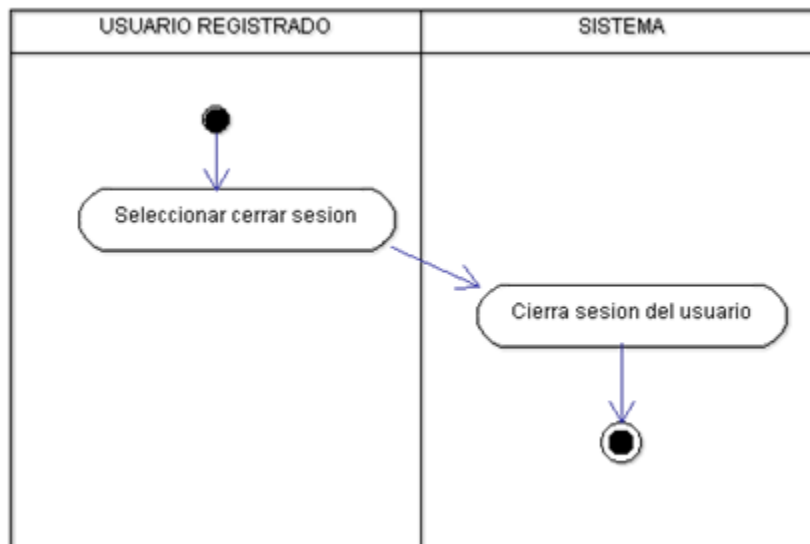 USUARIO REGISTRADO
SISTEMA
Seleccionar cerrar sesion
Cierra sesion del usuario